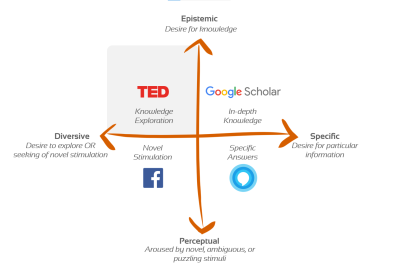 Epistemic
Desire for knowledge
TED
Google Scholar
Knowledge
Exploration
In-depth
Knowledge
Diversive
Desire to explore OR
seeking of novel stimulation
Specific
Desire for particular
information
Novel
Stimulation
Specific
Answers
f
Perceptual
Aroused by novel, ambiguous, or
puzzling stimuli